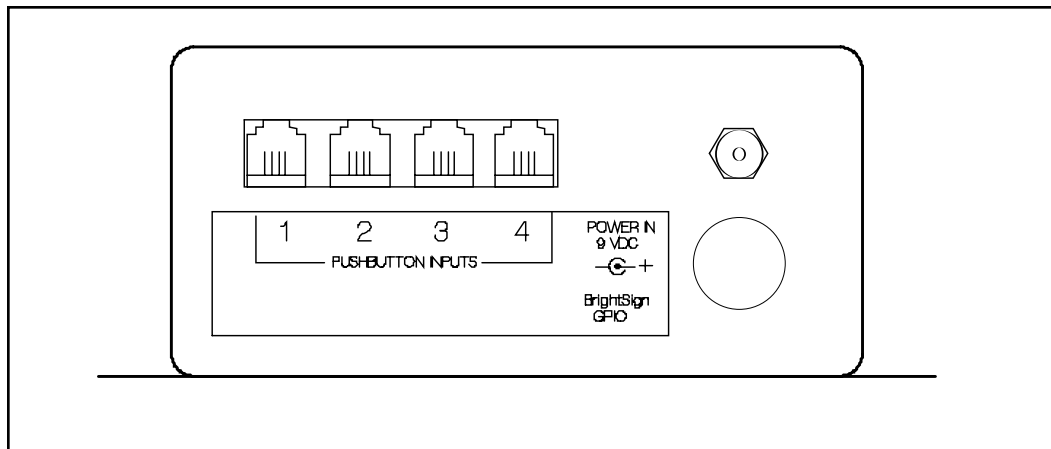 1 2 3 4
PUSHBUTTON INPUTS
POWER IN
9 VDC
+
BrightSign
GPIO